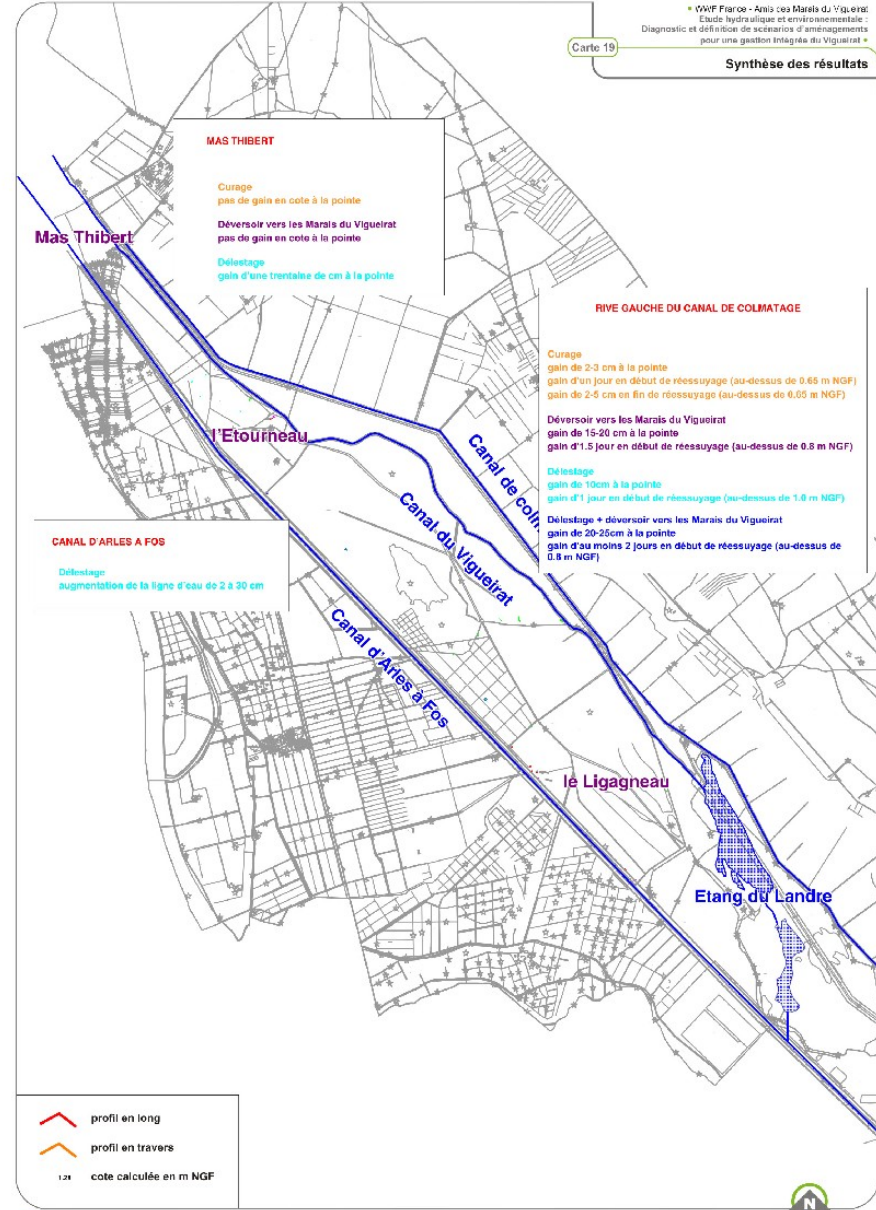 • WWF France - Amis des Marais du Vigueirat
Etude hydraulique et environnementale :
Diagnostic et définition de scénarios d'aménagements
pour une gestion intégrée du Vigueirat •
Carte 19
Synthèse des résultats
MAS THIBERT
Curage
pas de gain en cote à la pointe
Déversoir vers les Marais du Vigueirat
pas de gain en cote à la pointe
Délestage
gain d'une trentaine de cm à la pointe
Mas Thibert
RIVE GAUCHE DU CANAL DE COLMATAGE
Curage
gain de 2-3 cm à la pointe
gain d'un jour en début de réessuyage (au-dessus de 0.65 m NGF)
gain de 2-5 cm en fin de réessuyage (au-dessus de 0.65 m NGF)
Déversoir vers les Marais du Vigueirat
gain de 15-20 cm à la pointe
gain d'1.5 jour en début de réessuyage (au-dessus de 0.8 m NGF)
Délestage
gain de 10cm à la pointe
gain d'1 jour en début de réessuyage (au-dessus de 1.0 m NGF)
Délestage + déversoir vers les Marais du Vigueirat
gain de 20-25cm à la pointe
gain d'au moins 2 jours en début de réessuyage (au-dessus de
0.8 m NGF)
l'Etourneau
Canal de colm
Canal du Vigueirat
CANAL D'ARLES A FOS
Délestage
augmentation de la ligne d'eau de 2 à 30 cm
Canal d'Arles à Fos
le Ligagneau
Etang du Landre
profil en long
profil en travers
1.21 cote calculée en m NGF
N